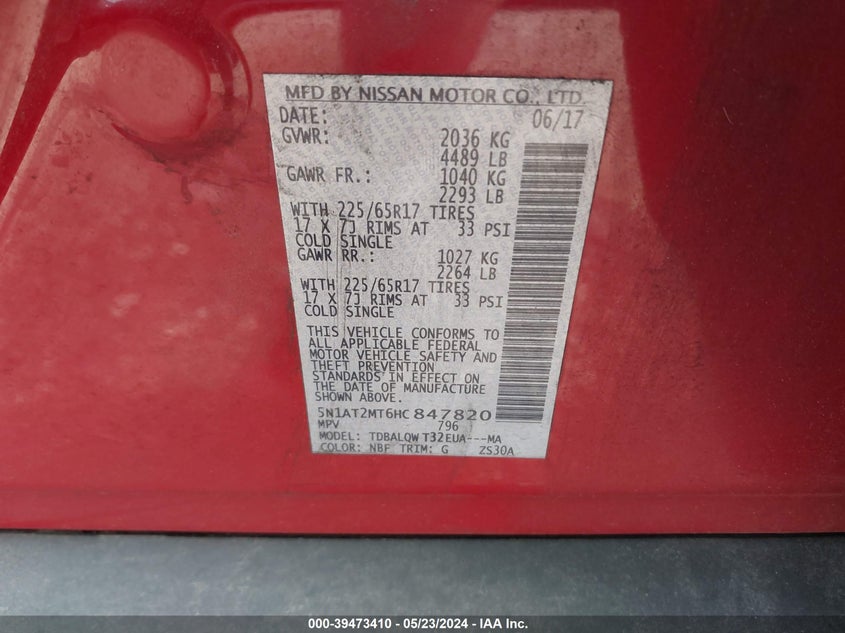 MFD BY NISSAN MOTOR CO., LTD.
DATE: 06/17
GVWR: 2036 KG
4489 LB
GAWR FR.: 1040 KG
2293 LB
WITH 225/65R17 TIRES
17 X 7J RIMS AT 33 PSI
COLD SINGLE
GAWR RR.: 1027 KG
2264 LB
WITH 225/65R17 TIRES
17 X 7J RIMS AT 33 PSI
COLD SINGLE
THIS VEHICLE CONFORMS TO
ALL APPLICABLE FEDERAL
MOTOR VEHICLE SAFETY AND
THEFT PREVENTION
STANDARDS IN EFFECT ON
THE DATE OF MANUFACTURE
SHOWN ABOVE.
5N1AT2MT6HC847820
MPV 796
MODEL: TDBALQWT32EUA---MA
COLOR: NBF TRIM: G ZS30A
000-39473410 - 05/23/2024 - IAA Inc.